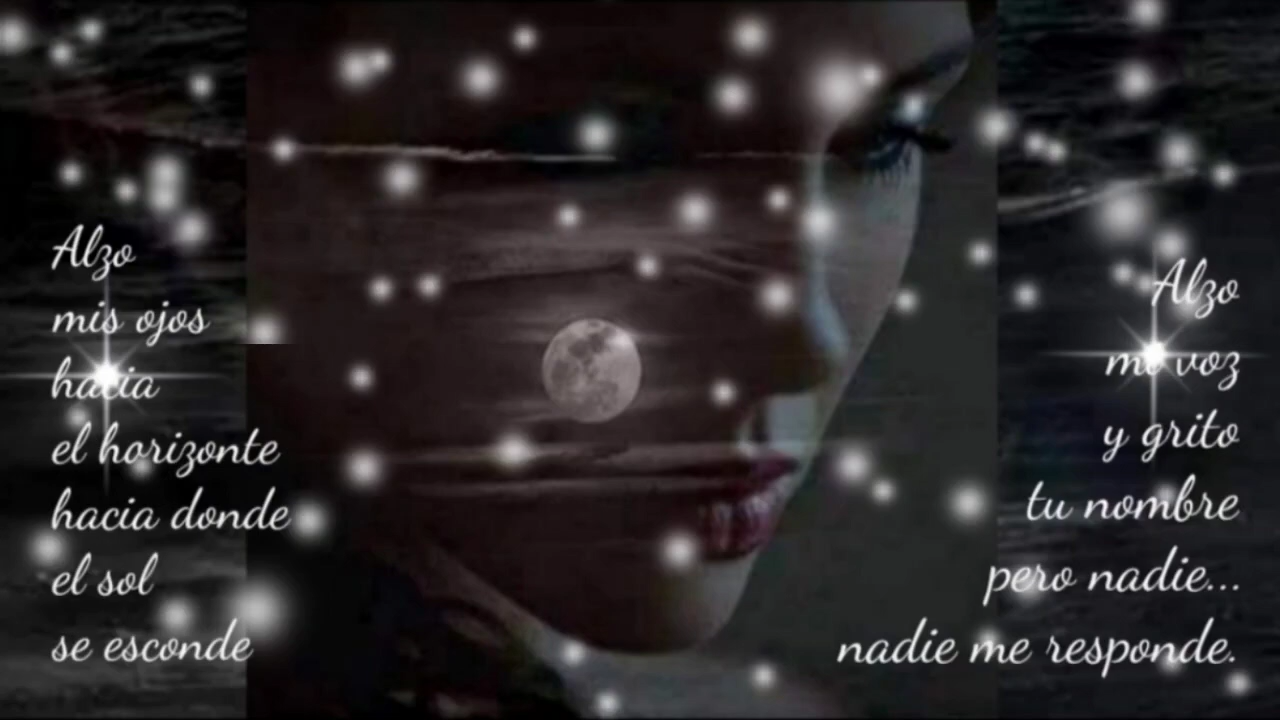 Alzo
mis ojos
hacia
el horizonte
hacia donde
el sol
se esconde
Alzo
mi voz
y grito
tu nombre
pero nadie...
nadie me responde.